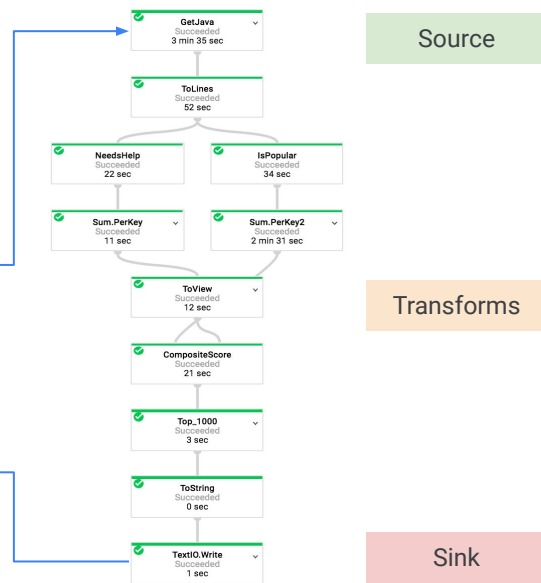 GetJava
Succeeded
3 min 35 sec
Source
ToLines
Succeeded
52 sec
NeedsHelp
Succeeded
22 sec
IsPopular
Succeeded
34 sec
Sum.PerKey
Succeeded
11 sec
Sum.PerKey2
Succeeded
2 min 31 sec
ToView
Succeeded
12 sec
Transforms
CompositeScore
Succeeded
21 sec
Top_1000
Succeeded
3 sec
ToString
Succeeded
0 sec
TextIO.Write
Succeeded
1 sec
Sink